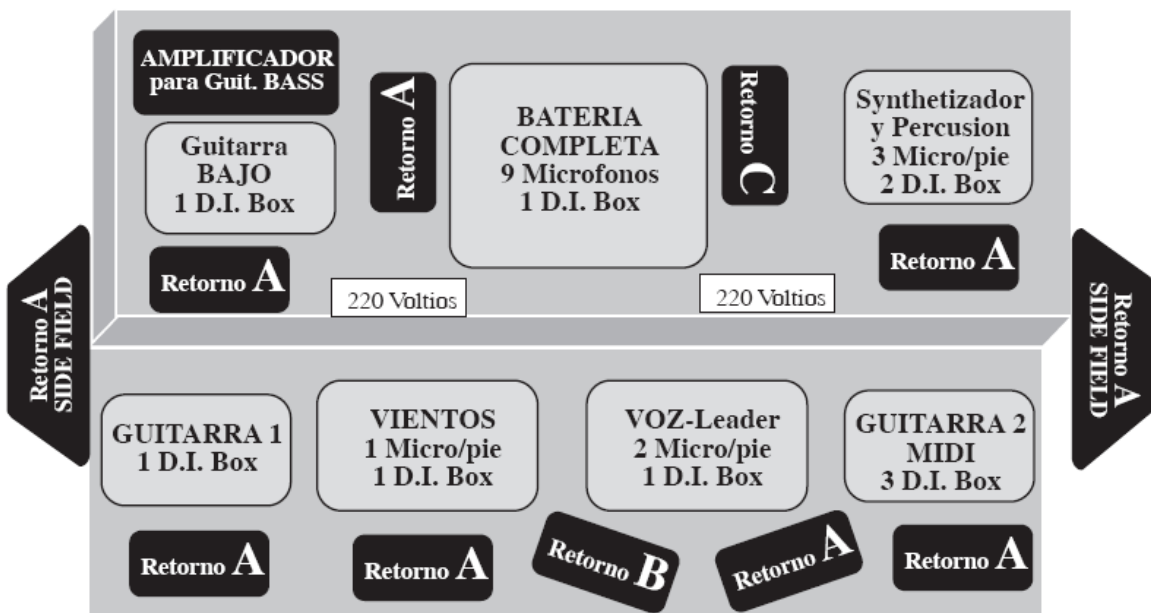 AMPLIFICADOR
para Guit. BASS
Guitarra
BAJO
1 D.I. Box
Retorno A
Retorno A
BATERIA
COMPLETA
9 Microfonos
1 D.I. Box
Retorno C
Synthetizador
y Percusion
3 Micro/pie
2 D.I. Box
Retorno A
220 Voltios
220 Voltios
Retorno A
SIDE FIELD
Retorno A
SIDE FIELD
GUITARRA 1
1 D.I. Box
VIENTOS
1 Micro/pie
1 D.I. Box
VOZ-Leader
2 Micro/pie
1 D.I. Box
GUITARRA 2
MIDI
3 D.I. Box
Retorno A
Retorno A
Retorno B
Retorno A
Retorno A